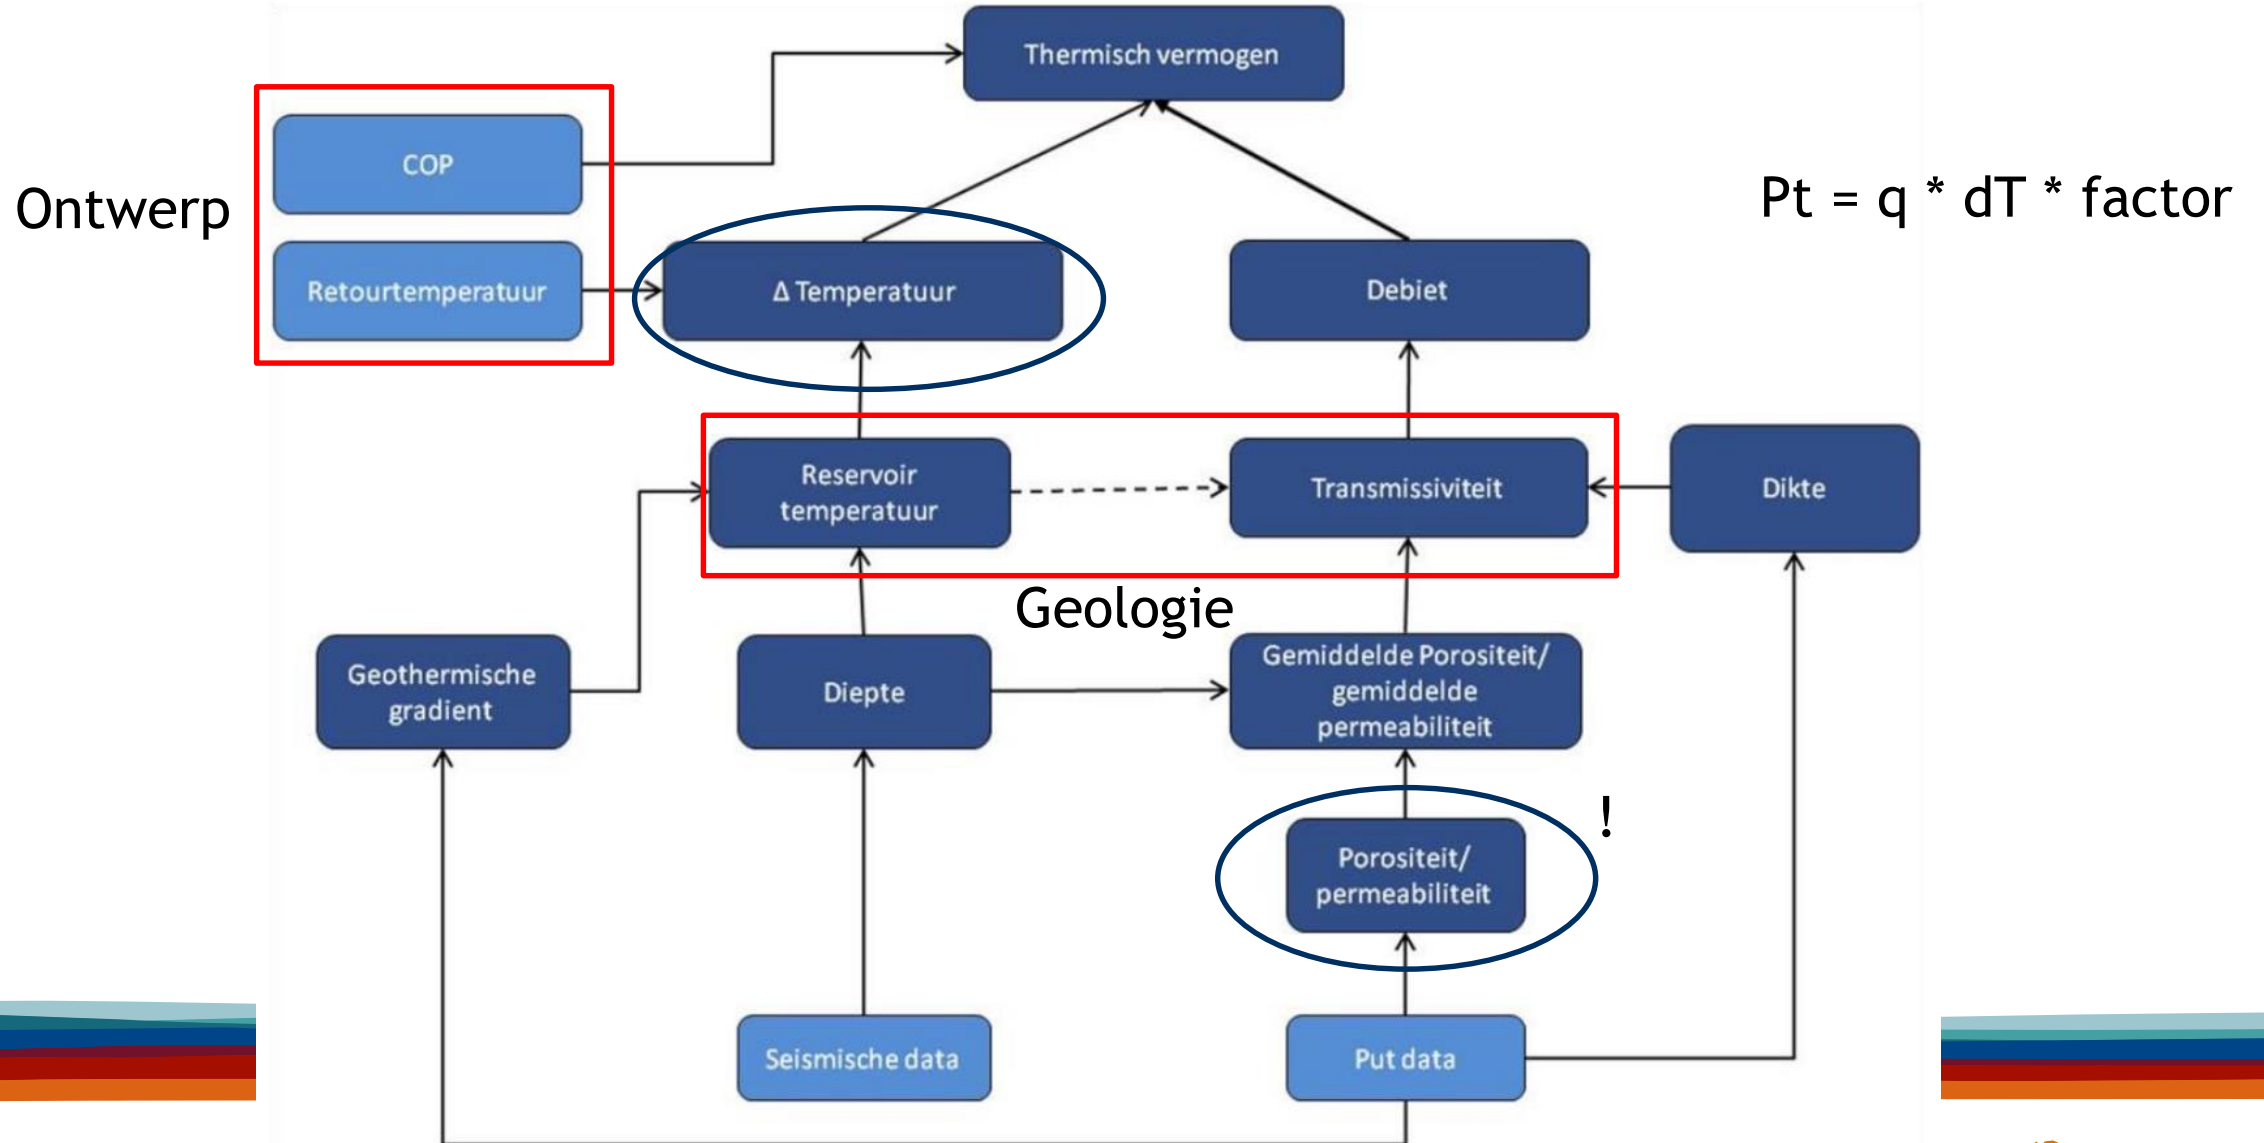 Thermisch vermogen
COP
Ontwerp
Pt = q * dT * factor
Retourtemperatuur
Δ Temperatuur
Debiet
Reservoir
temperatuur
Transmissiviteit
Dikte
Geologie
Geothermische
gradient
Diepte
Gemiddelde Porositeit/
gemiddelde
permeabiliteit
!
Porositeit/
permeabiliteit
Seismische data
Put data